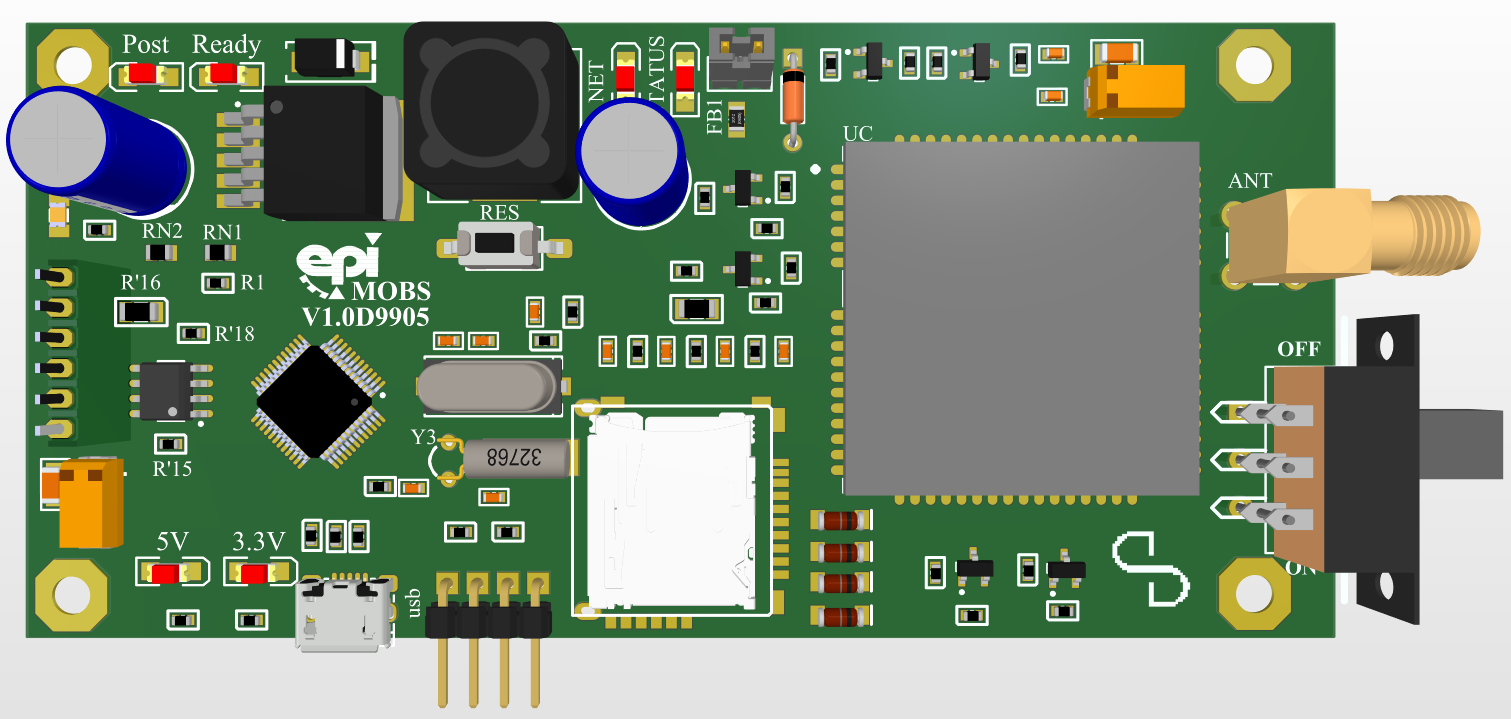 Post
Ready
NET
TATUS
FB1
UC
ANT
RES
RN2
RN1
R'16
R1
epi
MOBS
V1.0D9905
R'18
OFF
Y3
32768
R'15
5V
3.3V
usb
ON
S